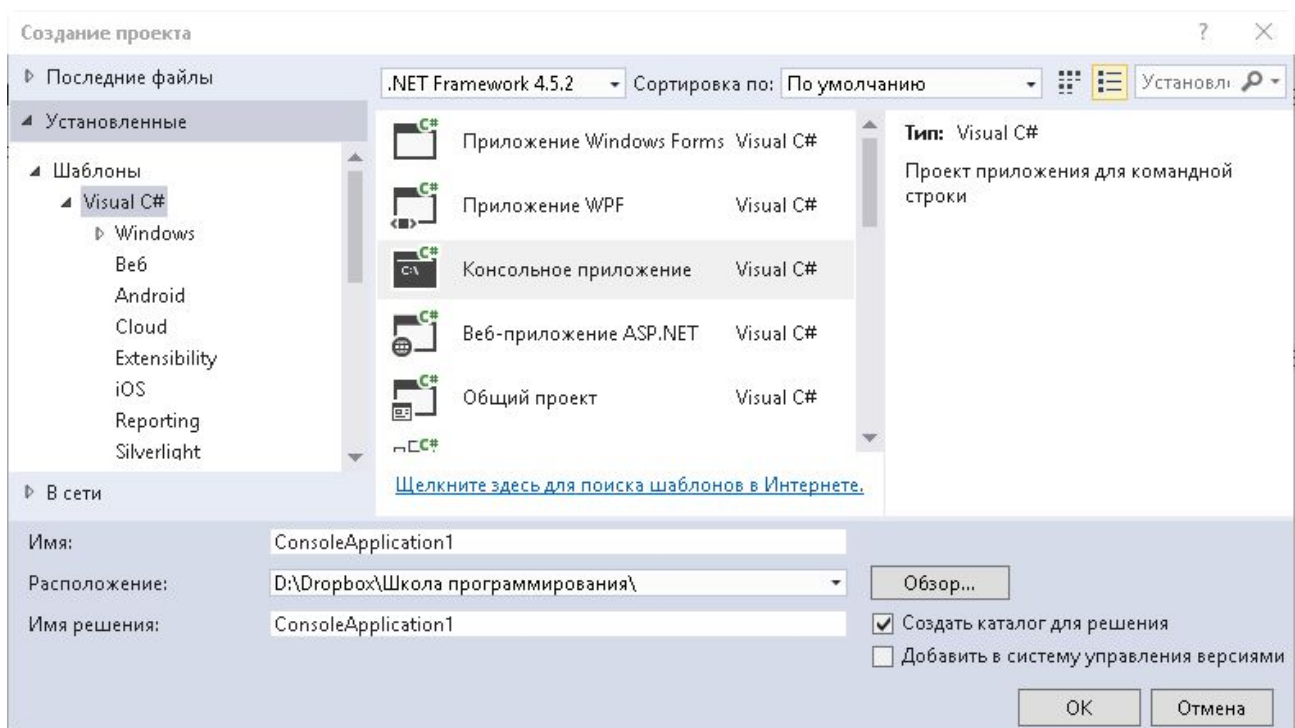 Создание проекта
?
Последние файлы
.NET Framework 4.5.2
Сортировка по: По умолчанию
Установл
Установленные
Шаблоны
Visual C#
Windows
Веб
Android
Cloud
Extensibility
iOS
Reporting
Silverlight
В сети
C#
Приложение Windows Forms Visual C#
C#
Приложение WPF Visual C#
C#
C:\
Консольное приложение Visual C#
C#
Веб-приложение ASP.NET Visual C#
C#
Общий проект Visual C#
C#
Щелкните здесь для поиска шаблонов в Интернете.
Тип: Visual C#
Проект приложения для командной
строки
Имя: ConsoleApplication1
Расположение: D:\Dropbox\Школа программирования\
Обзор...
Имя решения: ConsoleApplication1
Создать каталог для решения
Добавить в систему управления версиями
OK
Отмена